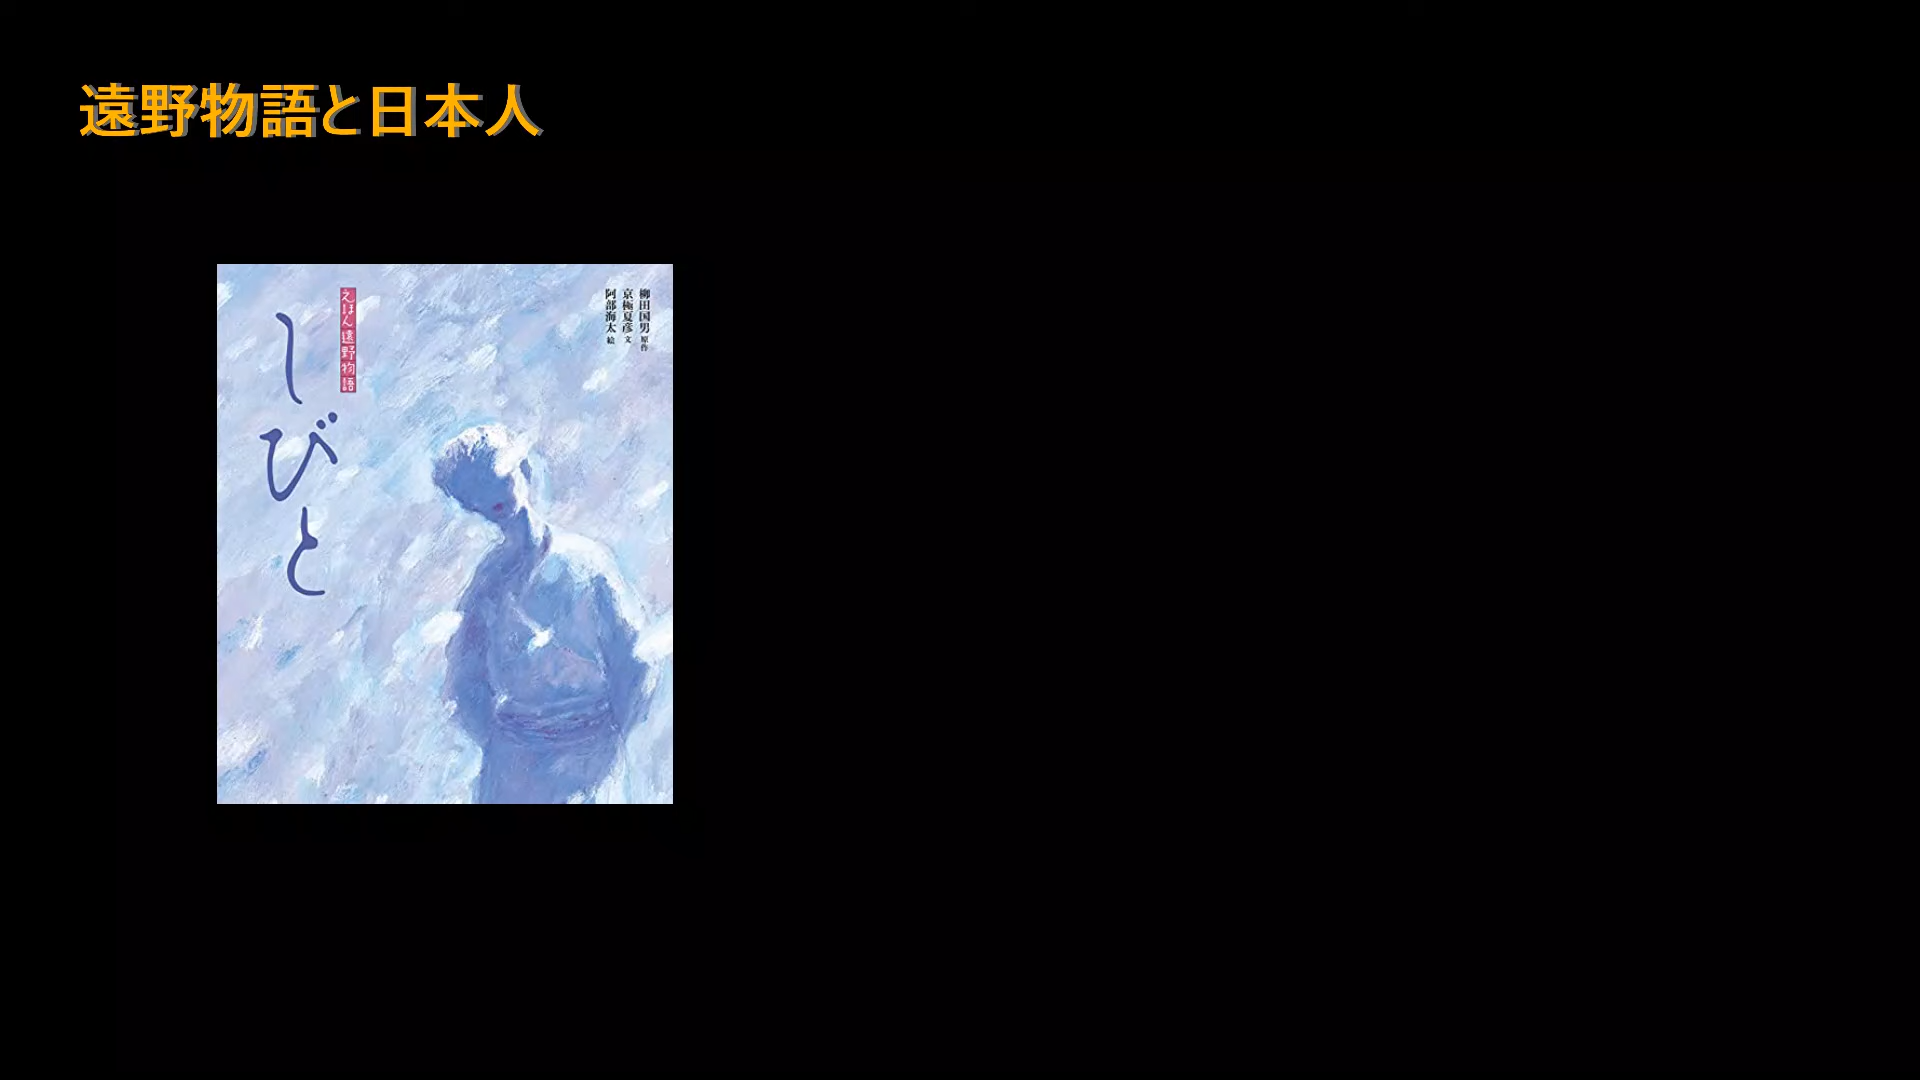 遠野物語と日本人
柳田国男 原作
京極夏彦 文
阿部海太 絵
えほん遠野物語
しびと